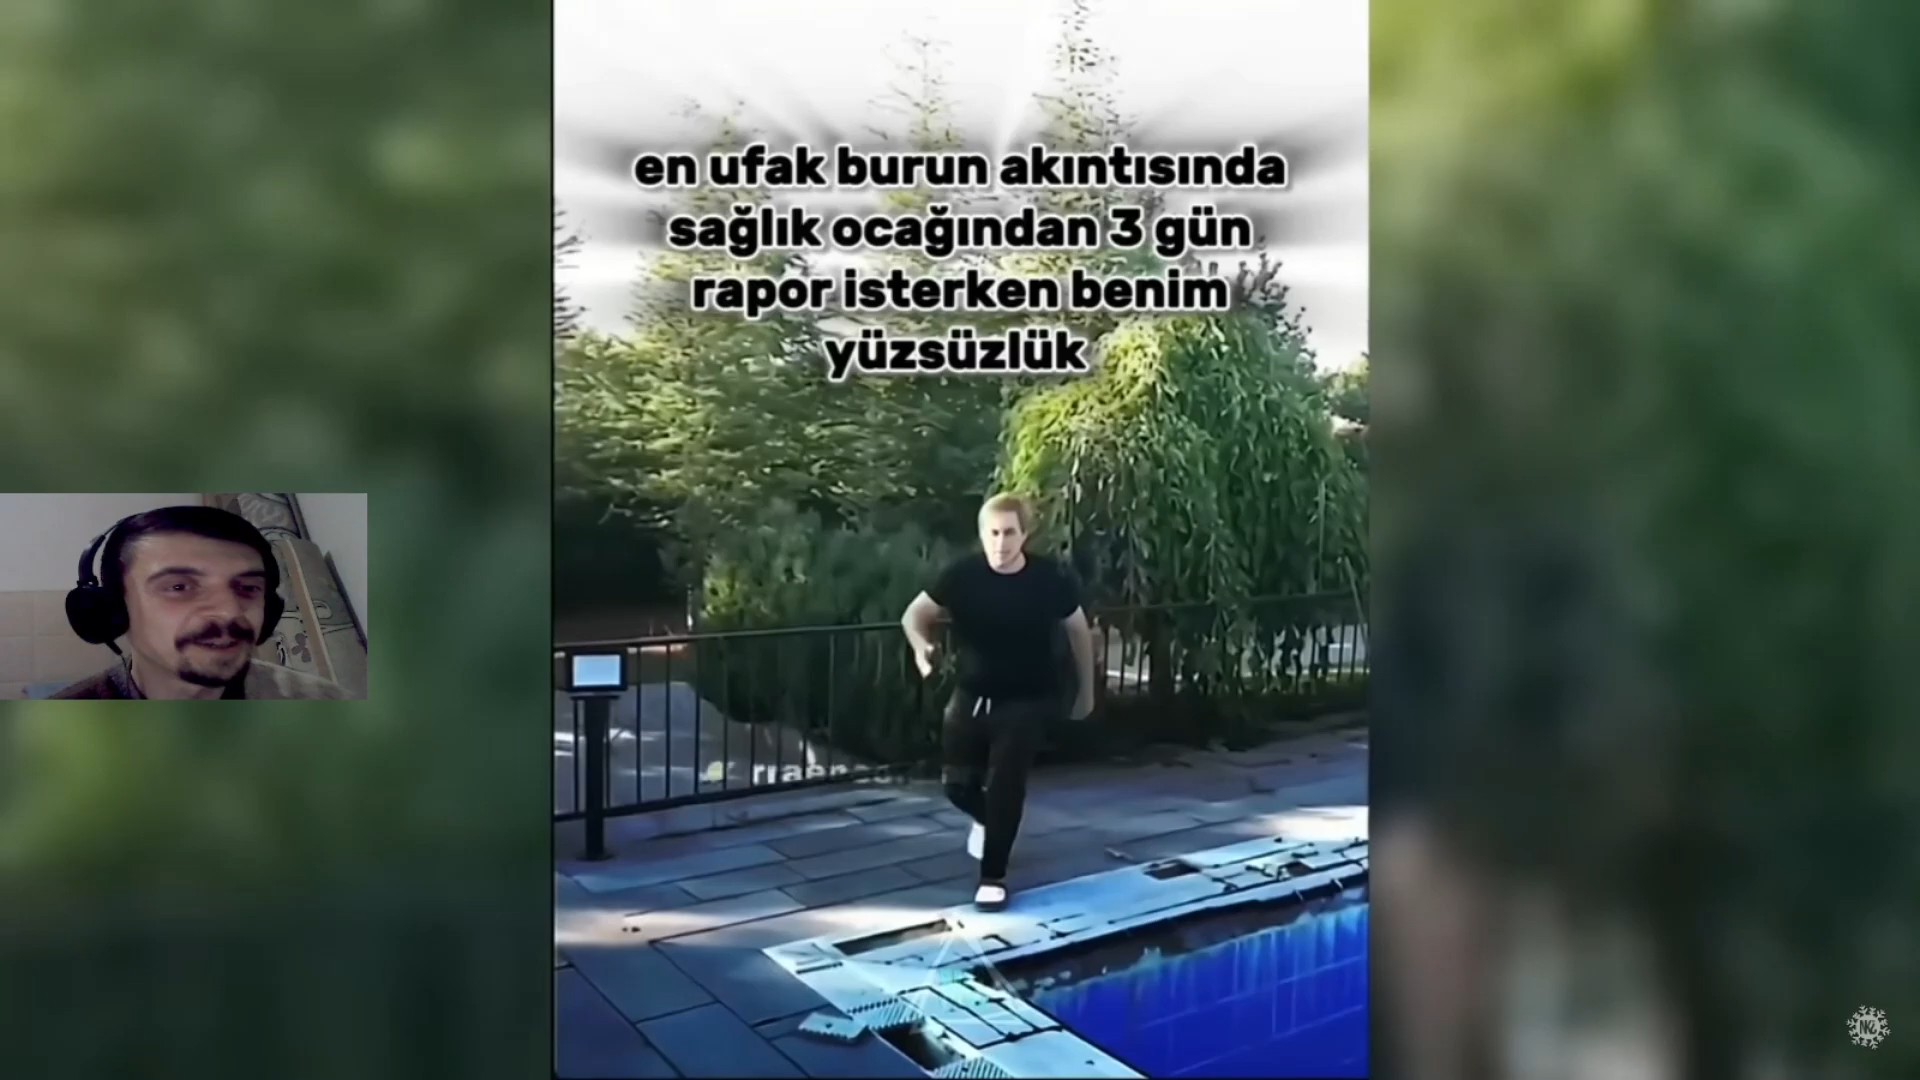 en ufak burun akıntısında
sağlık ocağından 3 gün
rapor isterken benim
yüzsüzlük